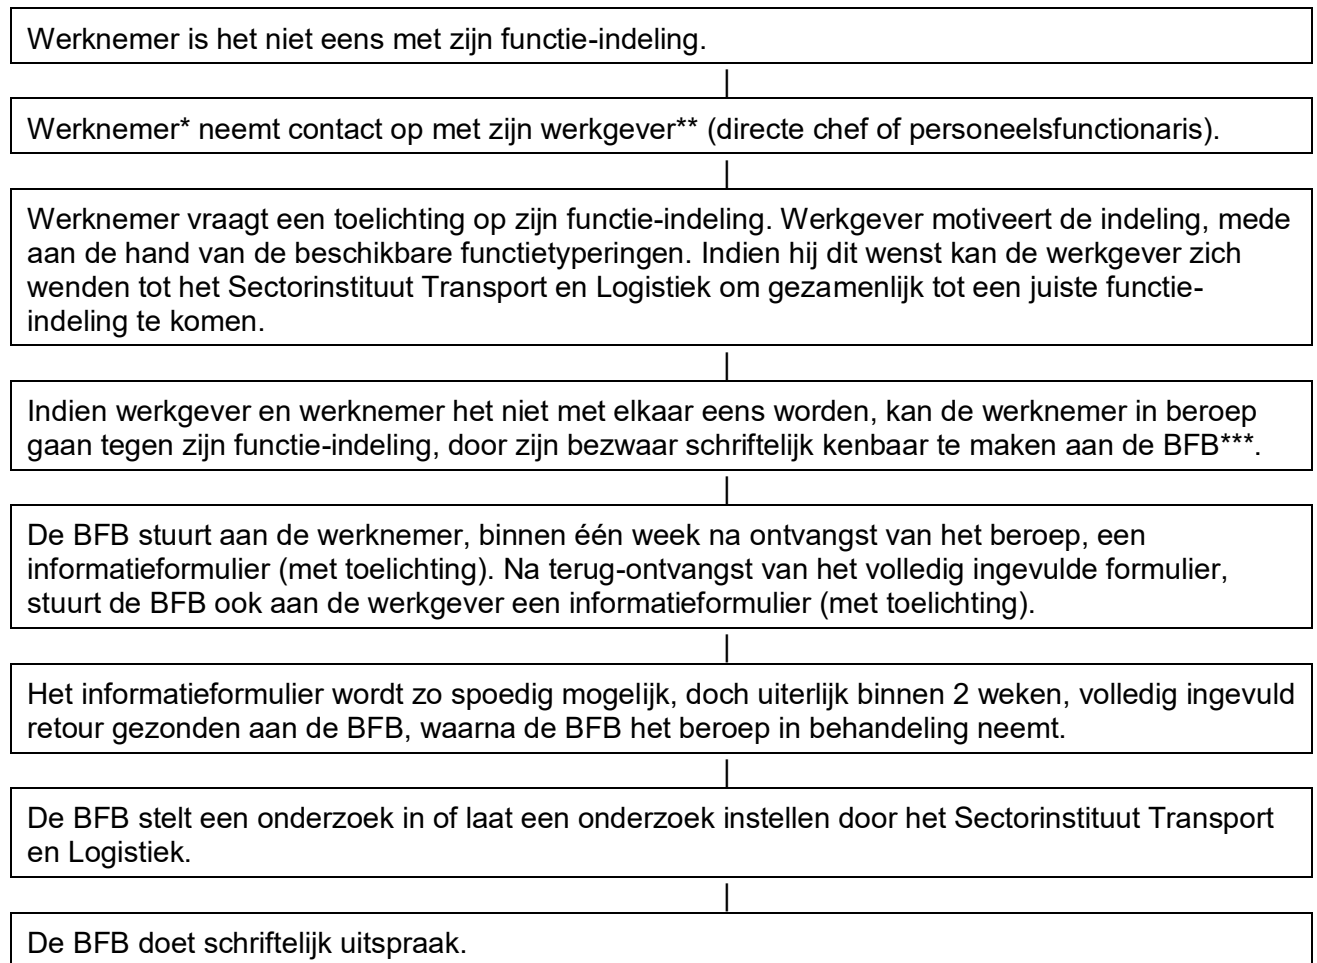 Werknemer is het niet eens met zijn functie-indeling.
Werknemer* neemt contact op met zijn werkgever** (directe chef of personeelsfunctionaris).
Werknemer vraagt een toelichting op zijn functie-indeling. Werkgever motiveert de indeling, mede
aan de hand van de beschikbare functietyperingen. Indien hij dit wenst kan de werkgever zich
wenden tot het Sectorinstituut Transport en Logistiek om gezamenlijk tot een juiste functie-
indeling te komen.
Indien werkgever en werknemer het niet met elkaar eens worden, kan de werknemer in beroep
gaan tegen zijn functie-indeling, door zijn bezwaar schriftelijk kenbaar te maken aan de BFB***.
De BFB stuurt aan de werknemer, binnen één week na ontvangst van het beroep, een
informatieformulier (met toelichting). Na terug-ontvangst van het volledig ingevulde formulier,
stuurt de BFB ook aan de werkgever een informatieformulier (met toelichting).
Het informatieformulier wordt zo spoedig mogelijk, doch uiterlijk binnen 2 weken, volledig ingevuld
retour gezonden aan de BFB, waarna de BFB het beroep in behandeling neemt.
De BFB stelt een onderzoek in of laat een onderzoek instellen door het Sectorinstituut Transport
en Logistiek.
De BFB doet schriftelijk uitspraak.